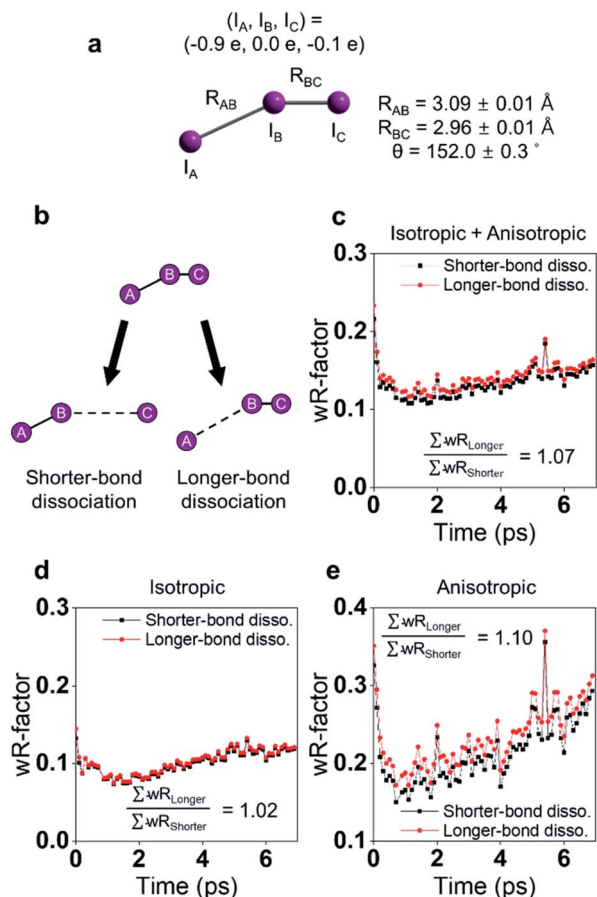 a
(I_A, I_B, I_C) =
(-0.9 e, 0.0 e, -0.1 e)
R_AB
R_BC
I_A
I_B
I_C
R_AB = 3.09 ± 0.01 Å
R_BC = 2.96 ± 0.01 Å
θ = 152.0 ± 0.3 °
b
A
B
C
A
B
C
A
B
C
Shorter-bond
dissociation
Longer-bond
dissociation
c
Isotropic + Anisotropic
Shorter-bond disso.
Longer-bond disso.
wR-factor
0.3
0.2
0.1
0.0
∑wR_Longer
∑wR_Shorter
= 1.07
0 2 4 6
Time (ps)
d
Isotropic
Shorter-bond disso.
Longer-bond disso.
wR-factor
0.3
0.2
0.1
0.0
∑wR_Longer
∑wR_Shorter
= 1.02
0 2 4 6
Time (ps)
e
Anisotropic
∑wR_Longer
∑wR_Shorter
= 1.10
wR-factor
0.4
0.3
0.2
0.1
Shorter-bond disso.
Longer-bond disso.
0 2 4 6
Time (ps)